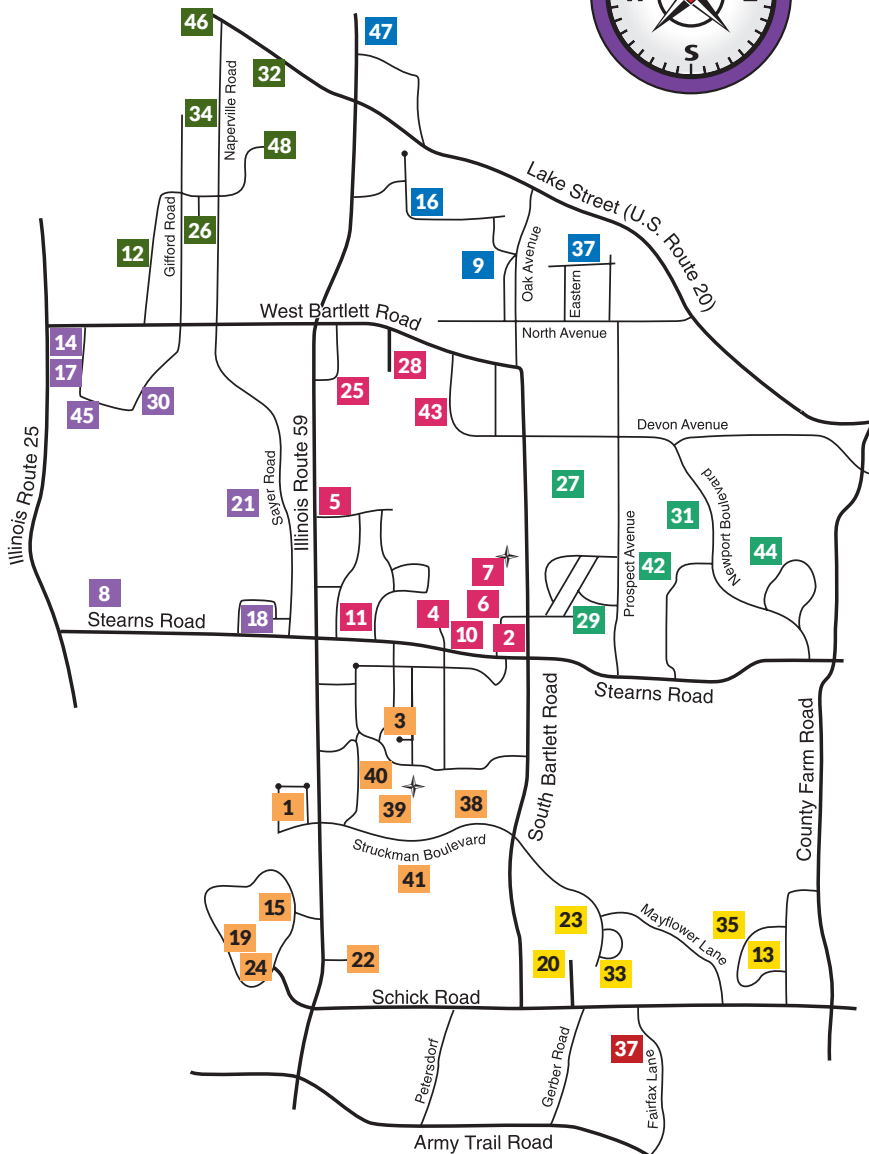 46
47
32
Naperville Road
S
34
48
Lake Street (U.S. Route 20)
16
Gifford Road
26
12
9
Oak Avenue
37
Eastern
West Bartlett Road
North Avenue
14
17
28
25
45
30
43
Devon Avenue
Illinois Route 25
Illinois Route 59
Sayer Road
21
5
27
31
Newport Boulevard
Prospect Avenue
42
44
7
8
6
Stearns Road
18
11
4
10
2
29
Stearns Road
South Bartlett Road
County Farm Road
3
40
1
39
38
Struckman Boulevard
41
15
23
Mayflower Lane
35
19
24
22
20
33
13
Schick Road
Petersdorf
Gerber Road
37
Fairfax Lane
Army Trail Road